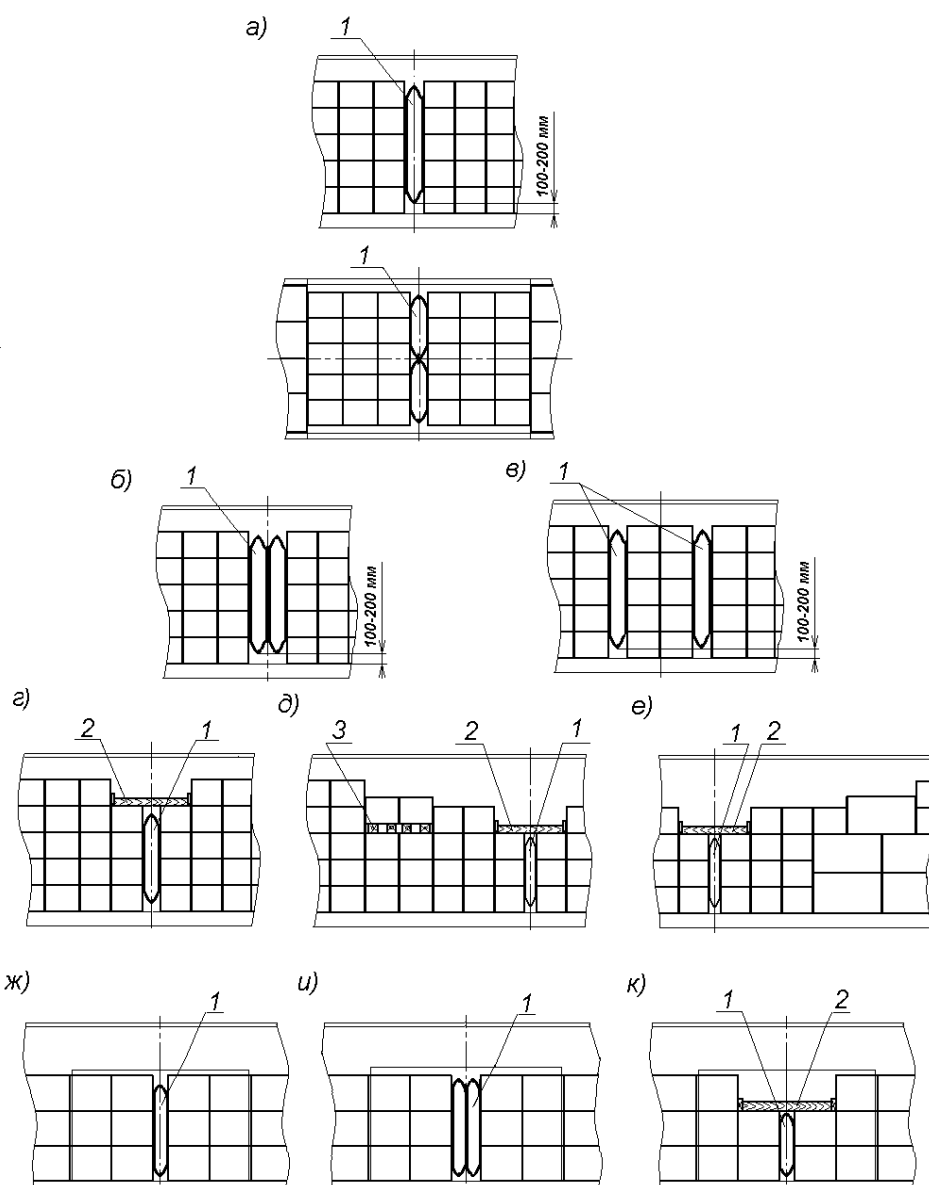 а) 1
100-200 мм
1
б) 1
100-200 мм
в) 1
100-200 мм
г) 2 1
д) 3 2 1
е) 1 2
ж) 1
и) 1
к) 1 2